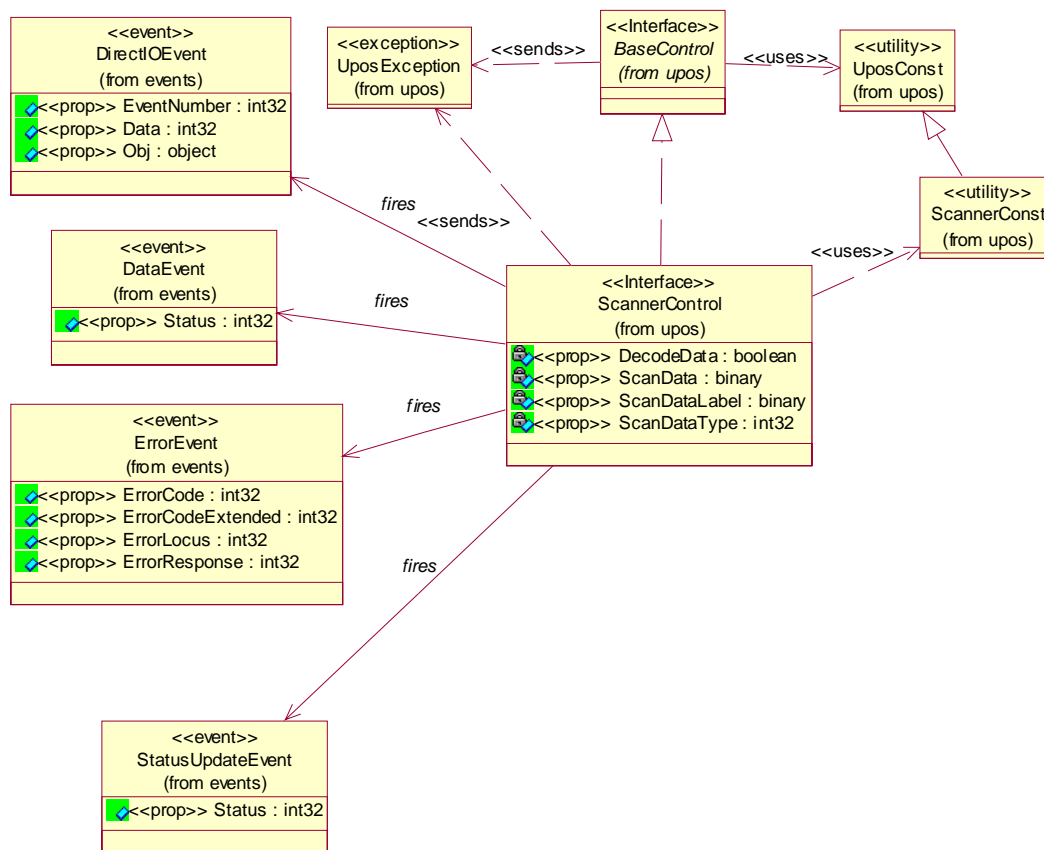 <<event>>
DirectIOEvent
(from events)
<<prop>> EventNumber : int32
<<prop>> Data : int32
<<prop>> Obj : object
<<exception>>
UposException
(from upos)
<<sends>>
<<Interface>>
BaseControl
(from upos)
<<uses>>
<<utility>>
UposConst
(from upos)
<<utility>>
ScannerConst
(from upos)
fires
<<sends>>
<<uses>>
<<event>>
DataEvent
(from events)
<<prop>> Status : int32
fires
<<Interface>>
ScannerControl
(from upos)
<<prop>> DecodeData : boolean
<<prop>> ScanData : binary
<<prop>> ScanDataLabel : binary
<<prop>> ScanDataType : int32
fires
<<event>>
ErrorEvent
(from events)
<<prop>> ErrorCode : int32
<<prop>> ErrorCodeExtended : int32
<<prop>> ErrorLocus : int32
<<prop>> ErrorResponse : int32
fires
<<event>>
StatusUpdateEvent
(from events)
<<prop>> Status : int32